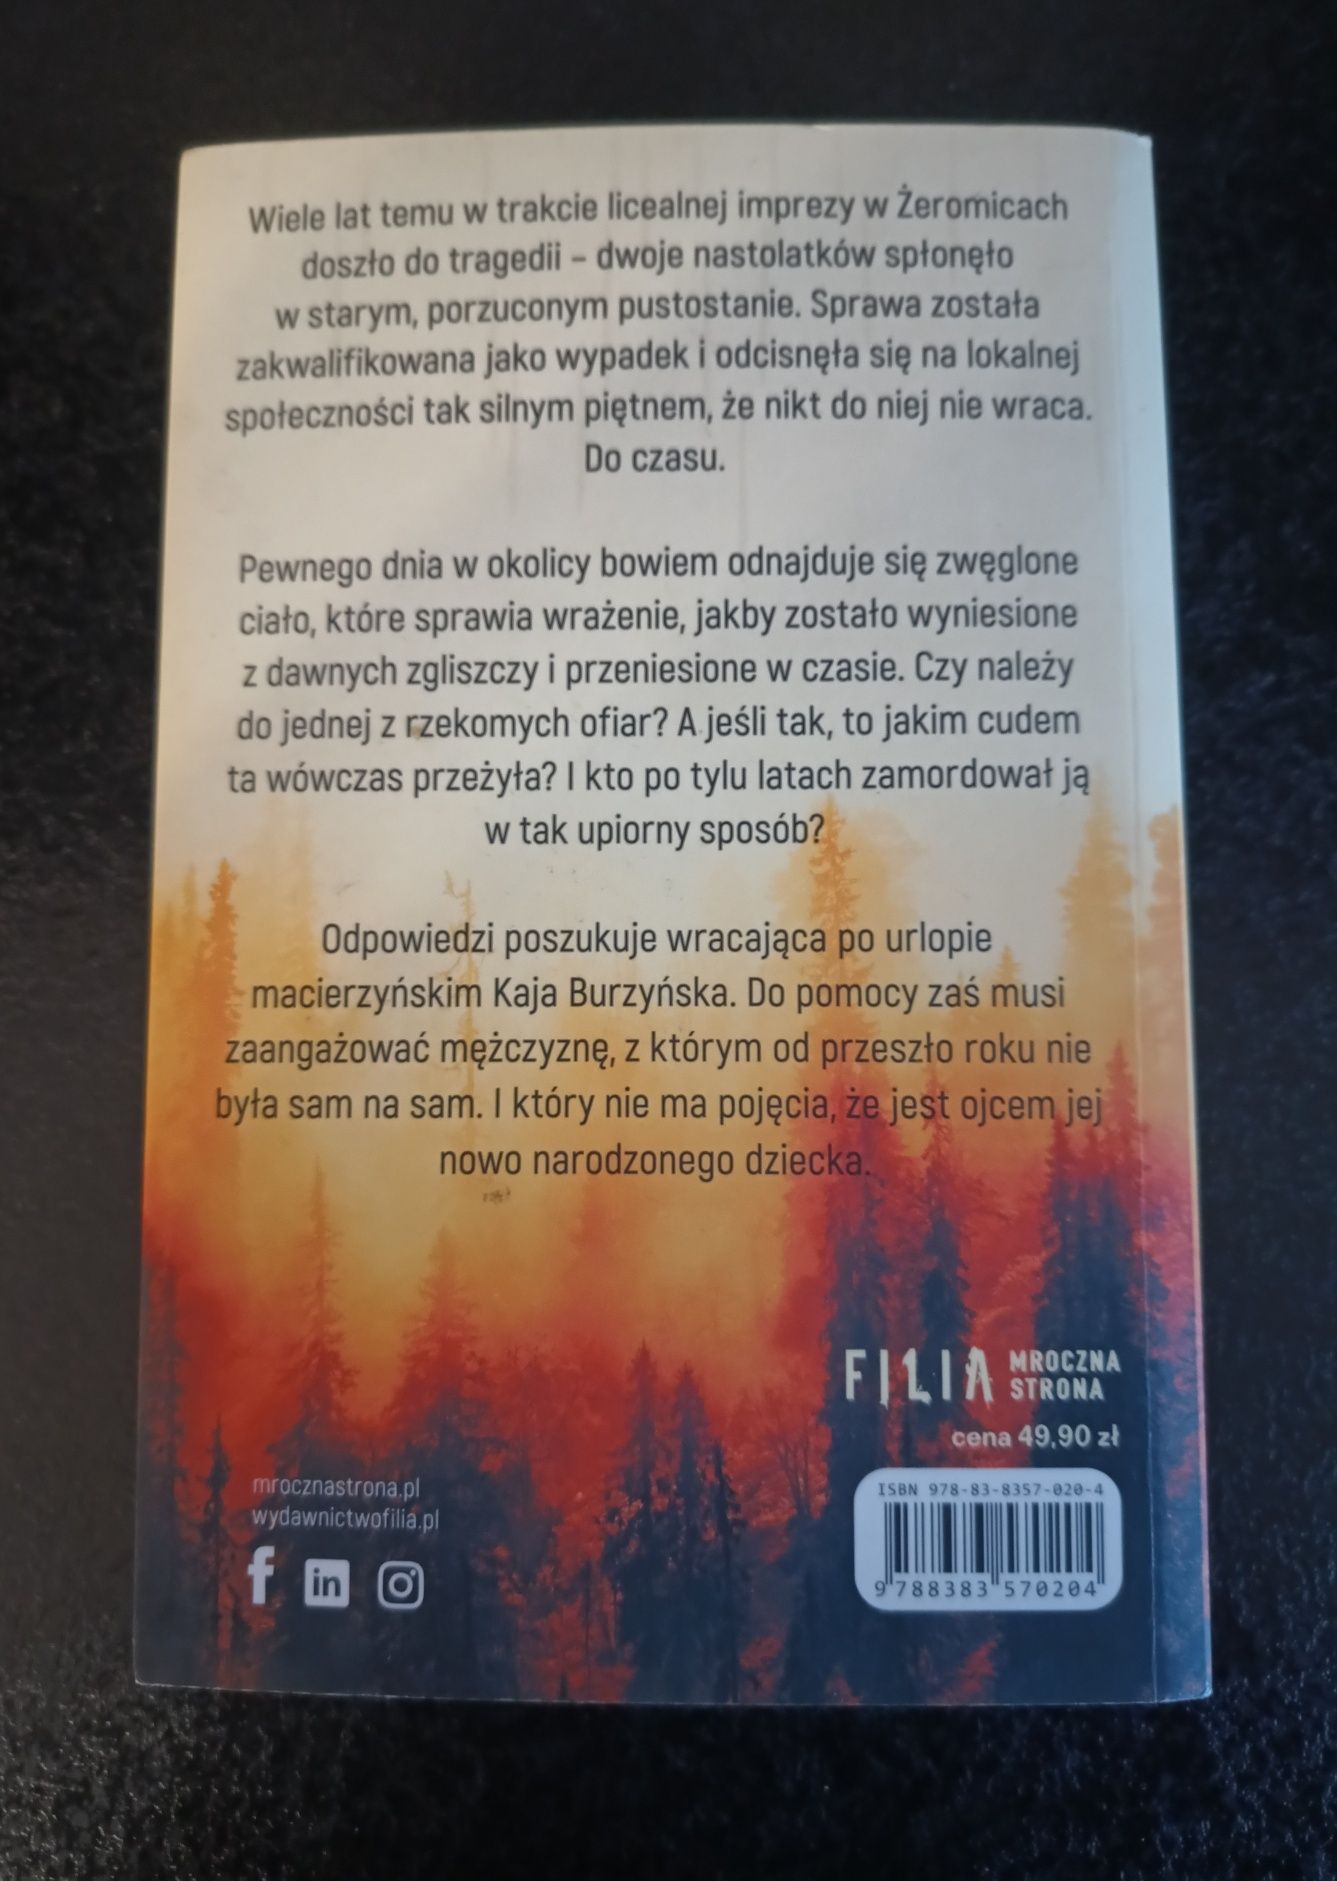 Wiele lat temu w trakcie licealnej imprezy w Żeromicach
doszło do tragedii – dwoje nastolatków spłonęło
w starym, porzuconym pustostanie. Sprawa została
zakwalifikowana jako wypadek i odcisnęła się na lokalnej
społeczności tak silnym piętnem, że nikt do niej nie wraca.
Do czasu.
Pewnego dnia w okolicy bowiem odnajduje się zwęglone
ciało, które sprawia wrażenie, jakby zostało wyniesione
z dawnych zgliszczy i przeniesione w czasie. Czy należy
do jednej z rzekomych ofiar? A jeśli tak, to jakim cudem
ta wówczas przeżyła? I kto po tylu latach zamordował ją
w tak upiorny sposób?
Odpowiedzi poszukuje wracająca po urlopie
macierzyńskim Kaja Burzyńska. Do pomocy zaś musi
zaangażować mężczyznę, z którym od przeszło roku nie
była sam na sam. I który nie ma pojęcia, że jest ojcem jej
nowo narodzonego dziecka.
FILIA MROCZNA
STRONA
cena 49,90 zł
mrocznastrona.pl
wydawnictwofilia.pl
f in
ISBN 978-83-8357-020-4
9 788383 570204